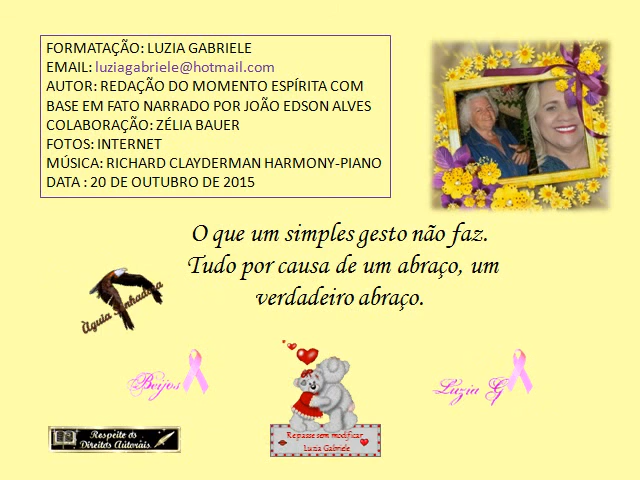 FORMATAÇÃO: LUZIA GABRIELE
EMAIL: luziagabriele@hotmail.com
AUTOR: REDAÇÃO DO MOMENTO ESPÍRITA COM
BASE EM FATO NARRADO POR JOÃO EDSON ALVES
COLABORAÇÃO: ZÉLIA BAUER
FOTOS: INTERNET
MÚSICA: RICHARD CLAYDERMAN HARMONY-PIANO
DATA : 20 DE OUTUBRO DE 2015
O que um simples gesto não faz.
Tudo por causa de um abraço, um
verdadeiro abraço.
Àguia Sonhadora
Beijos
Luzia G
Repasse sem modificar
Luzia Gabriele
Respeite os
Direitos Autorais